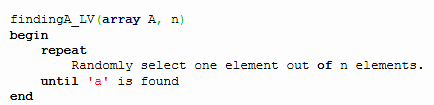 findingA_LV(array A, n)
begin
repeat
Randomly select one element out of n elements.
until 'a' is found
end